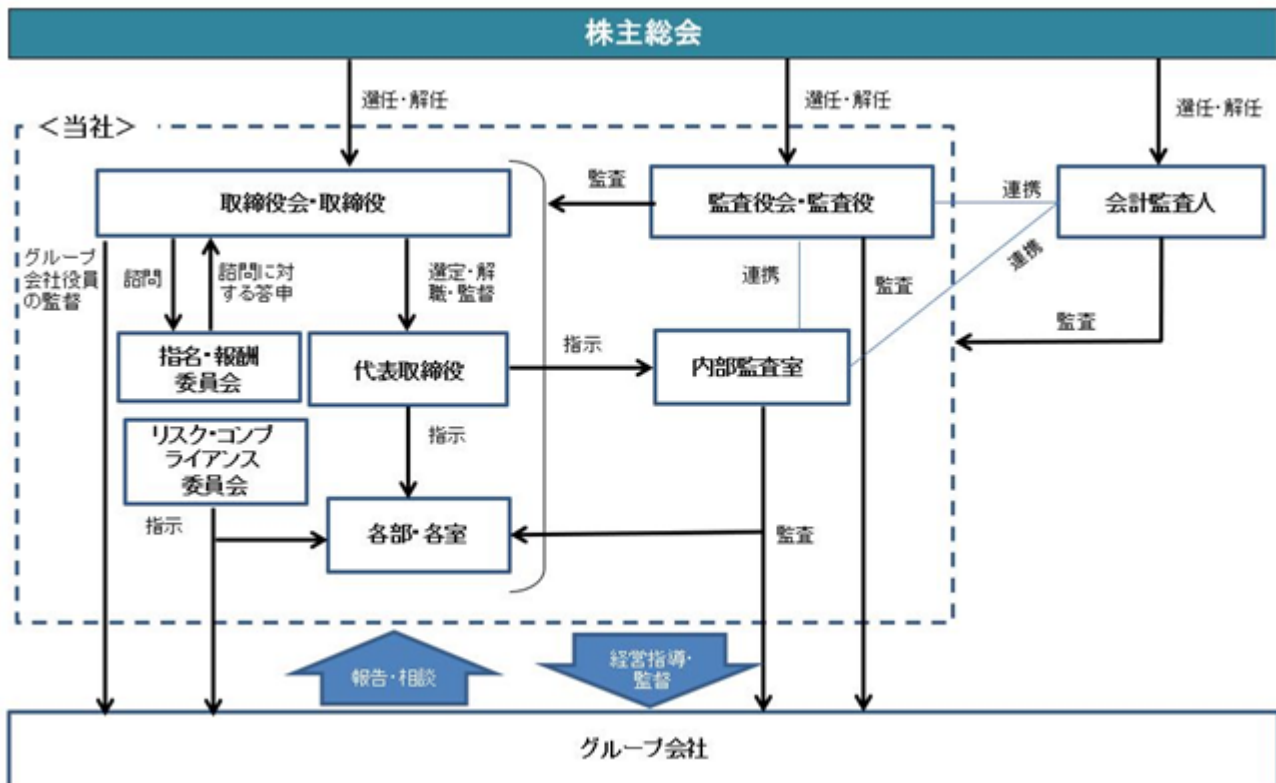 株主総会
選任・解任
選任・解任
選任・解任
＜当社＞
取締役会・取締役
監査
監査役会・監査役
連携
会計監査人
グループ
会社役員
の監督
諮問
諮問に対
する答申
選定・解
職・監督
連携
監査
連携
監査
指名・報酬
委員会
代表取締役
指示
内部監査室
リスク・コンプ
ライアンス
委員会
指示
指示
各部・各室
監査
報告・相談
経営指導・
監督
グループ会社